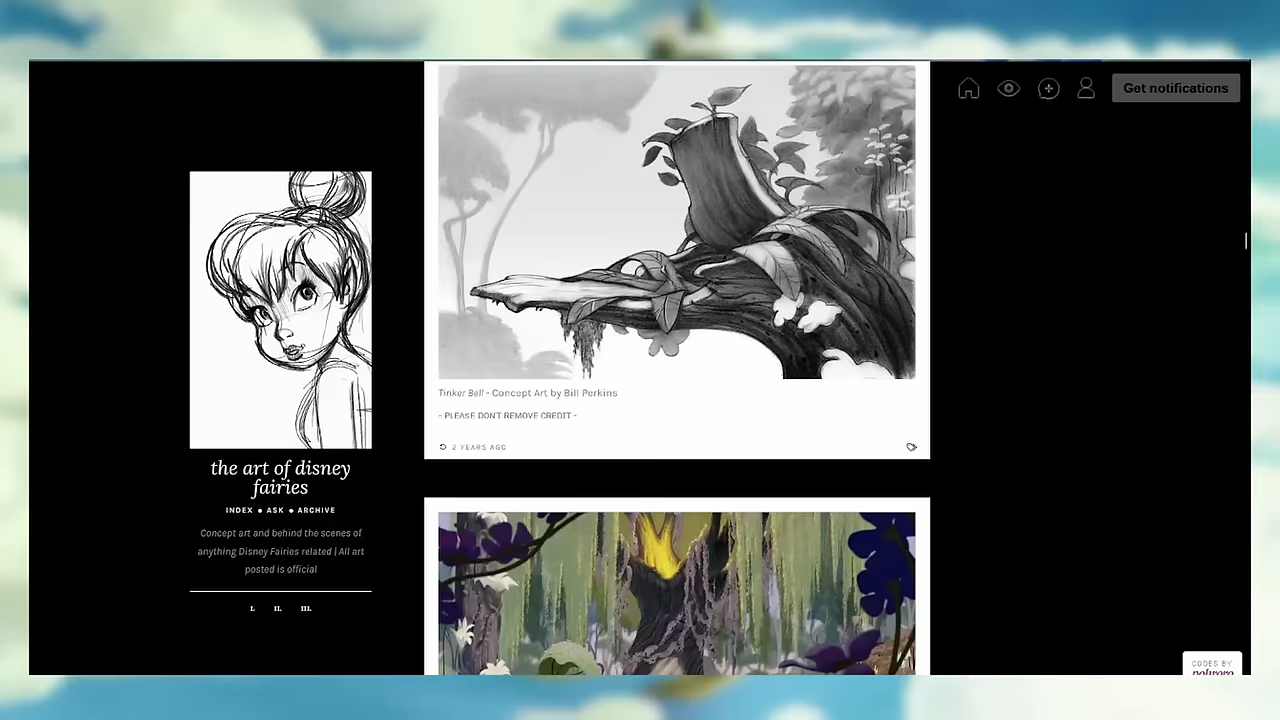 Get notifications
the art of disney
fairies
INDEX ● ASK ● ARCHIVE
Concept art and behind the scenes of
anything Disney Fairies related | All art
posted is official
I. II. III.
Tinker Bell - Concept Art by Bill Perkins
- PLEASE DON'T REMOVE CREDIT -
2 YEARS AGO
CODES BY